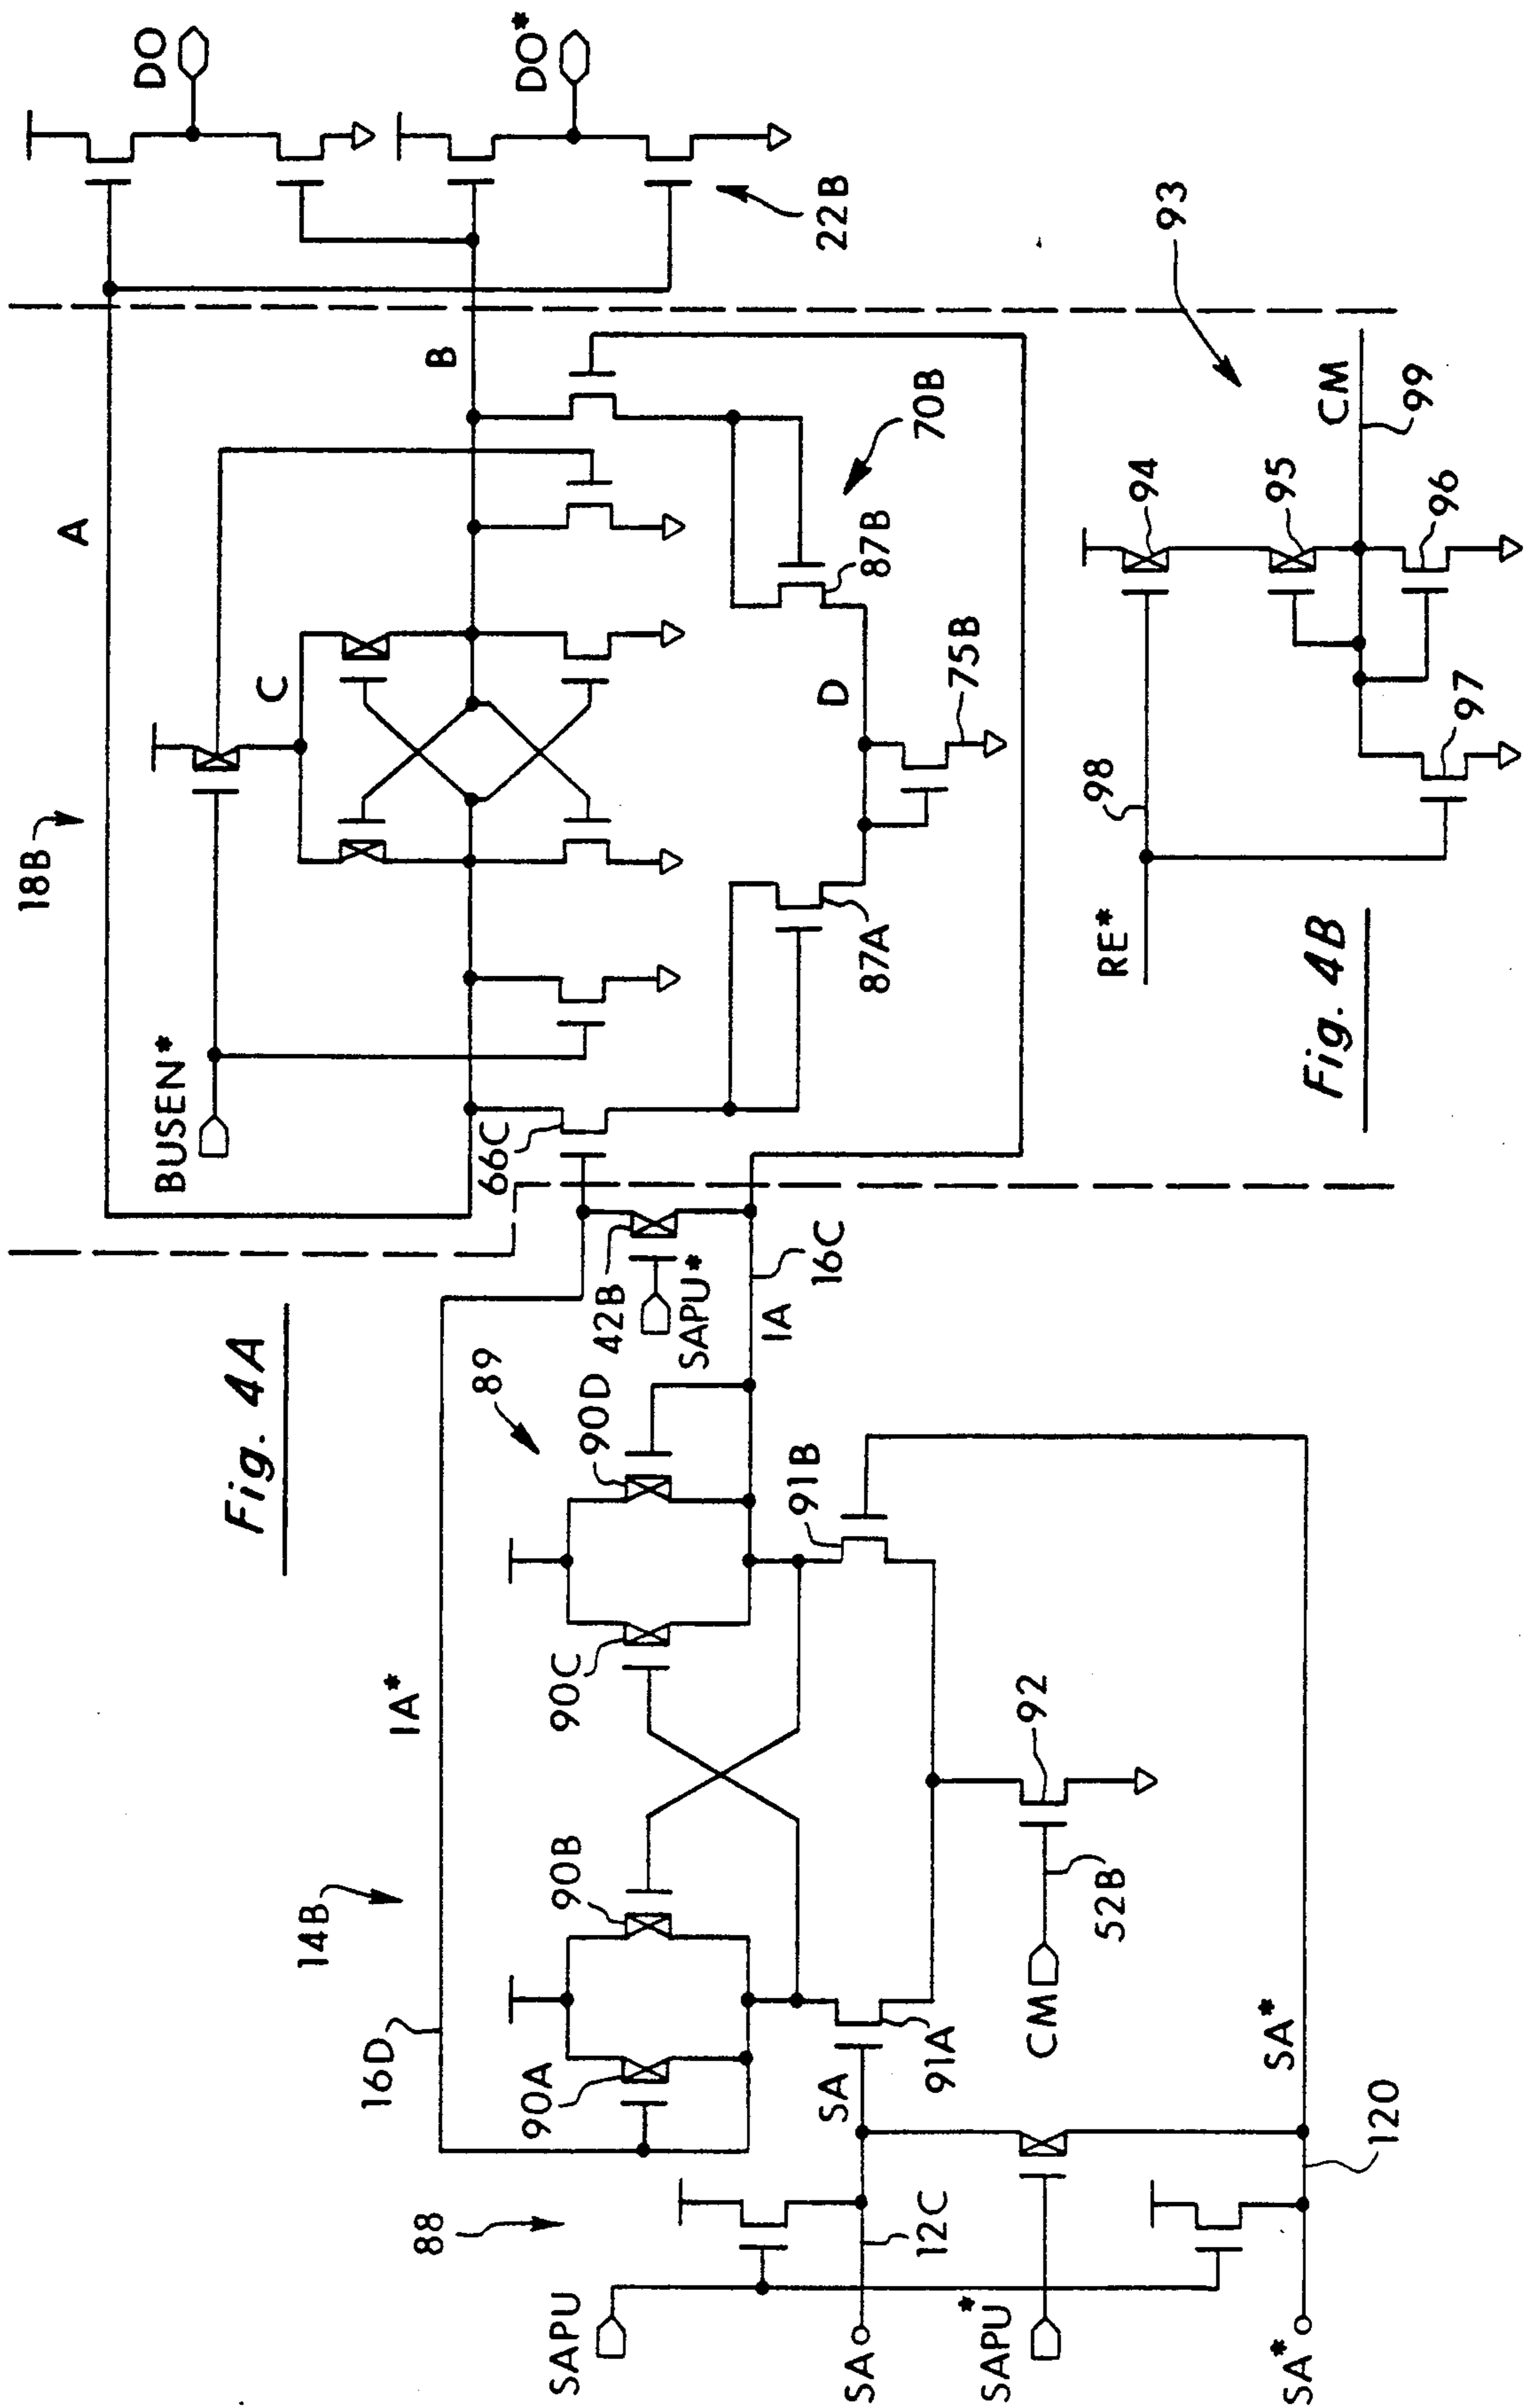 Fig. 4A
14B
16D
1A*
88
SAPU
SA
SAPU*
SA*
12C
120
SA
SA*
90A
90B
90C
90D
89
91A
91B
CM
52B
92
1A
16C
42B
SAPU*
66C
18B
BUSEN*
A
B
C
D
87A
87B
75B
70B
DO
DO*
22B
Fig. 4B
RE*
98
93
94
95
96
97
CM
99